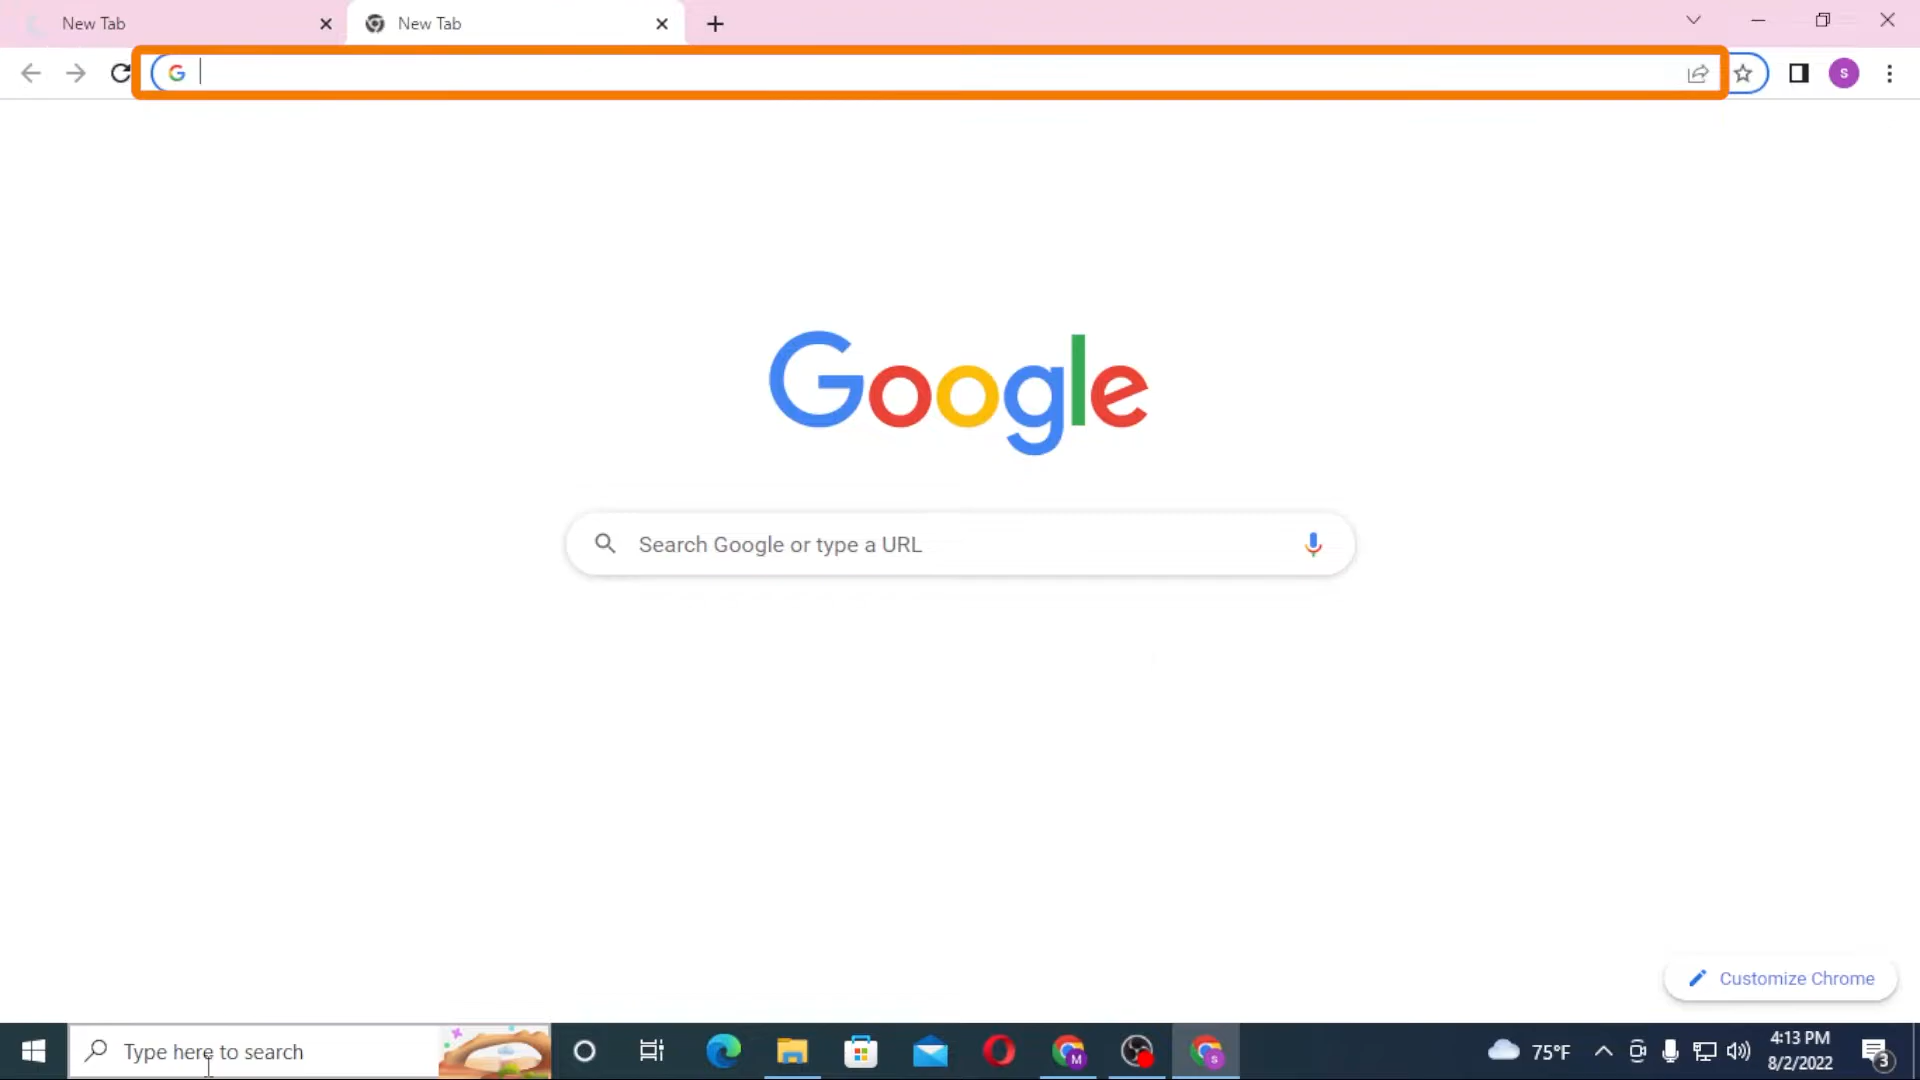 New Tab
New Tab
S
Google
Search Google or type a URL
Customize Chrome
Type here to search
M
S
75°F
4:13 PM
8/2/2022
3